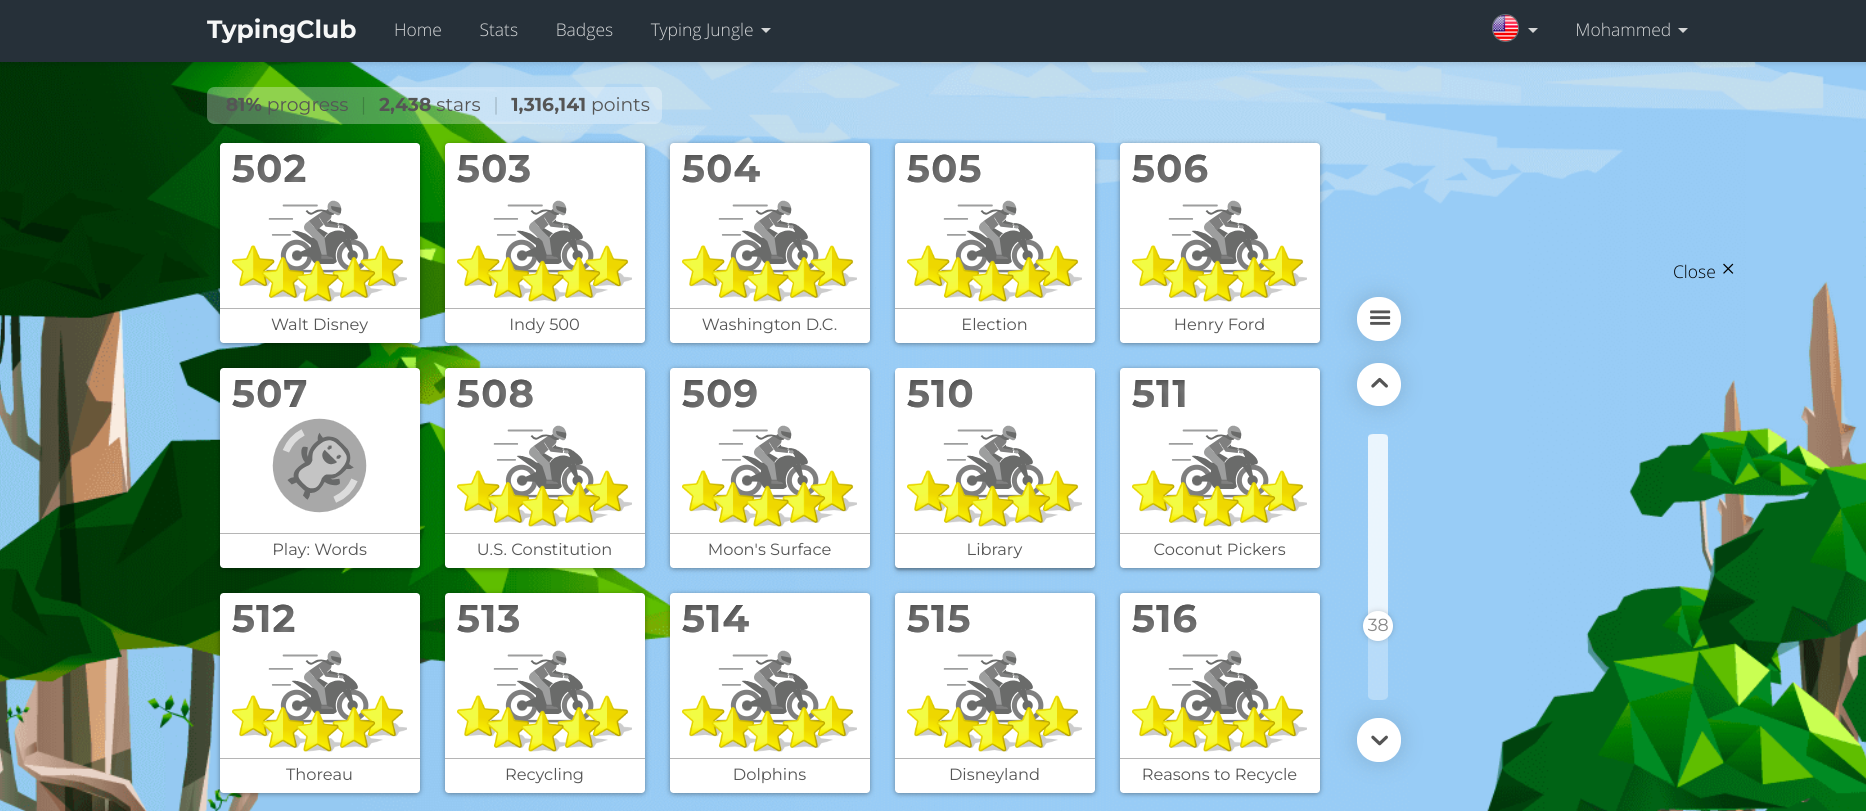 TypingClub Home Stats Badges Typing Jungle Mohammed
81% progress | 2,438 stars | 1,316,141 points
502 503 504 505 506
Walt Disney Indy 500 Washington D.C. Election Henry Ford
Close ×
507 508 509 510 511
Play: Words U.S. Constitution Moon's Surface Library Coconut Pickers
38
512 513 514 515 516
Thoreau Recycling Dolphins Disneyland Reasons to Recycle